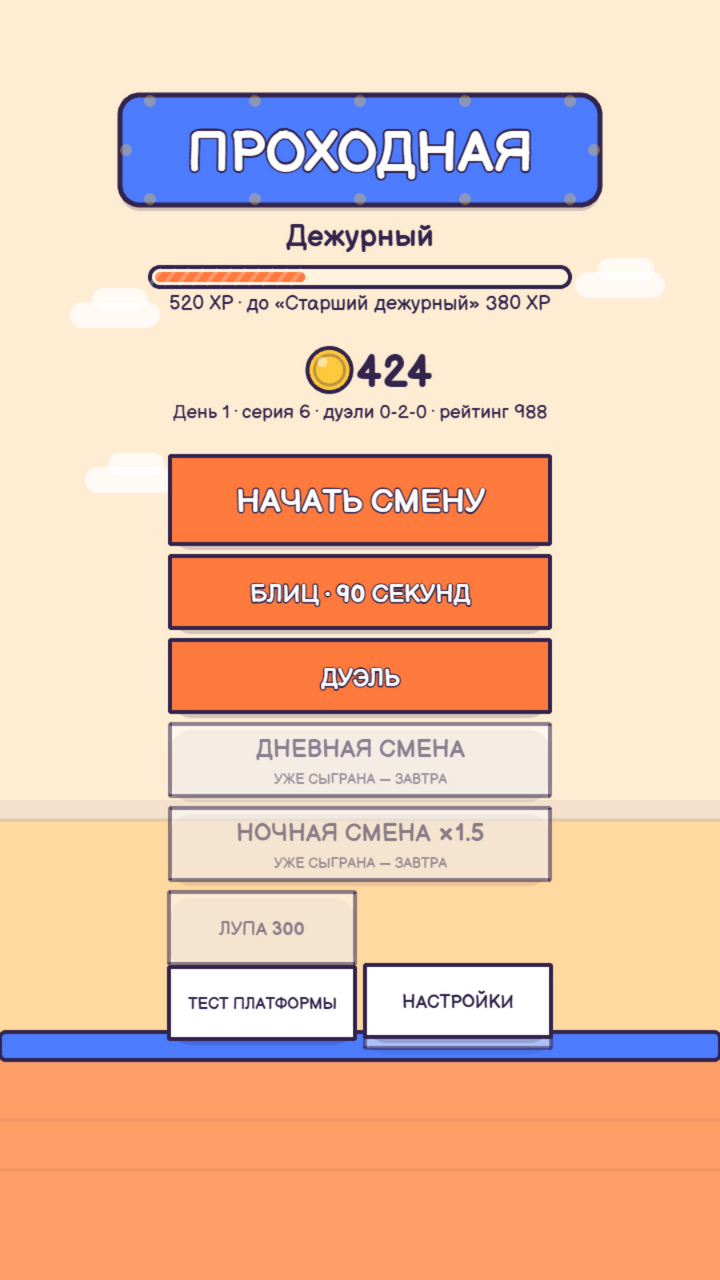 ПРОХОДНАЯ
Дежурный
520 XP · до «Старший дежурный» 380 XP
424
День 1 · серия 6 · дуэли 0-2-0 · рейтинг 988
НАЧАТЬ СМЕНУ
БЛИЦ · 90 СЕКУНД
ДУЭЛЬ
ДНЕВНАЯ СМЕНА
УЖЕ СЫГРАНА — ЗАВТРА
НОЧНАЯ СМЕНА ×1.5
УЖЕ СЫГРАНА — ЗАВТРА
ЛУПА 300
ТЕСТ ПЛАТФОРМЫ
НАСТРОЙКИ